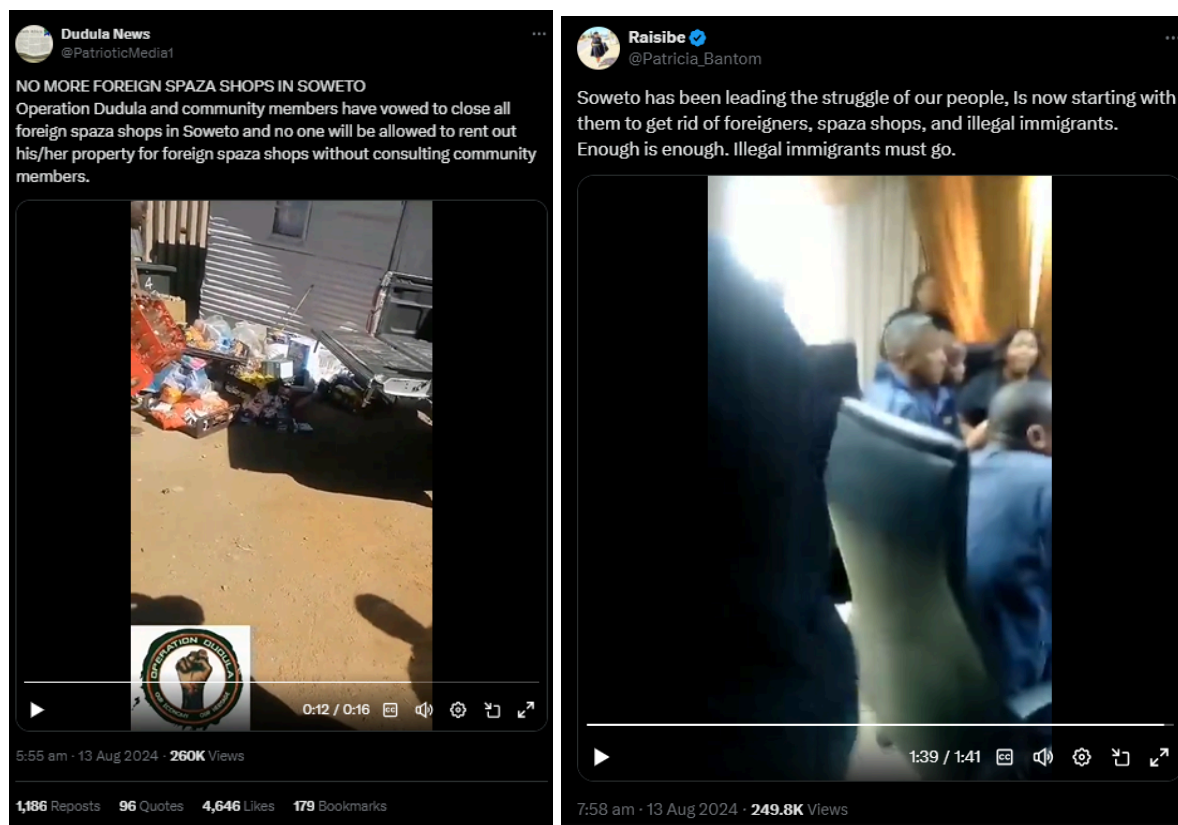 Dudula News
@PatrioticMedia1
NO MORE FOREIGN SPAZA SHOPS IN SOWETO
Operation Dudula and community members have vowed to close all
foreign spaza shops in Soweto and no one will be allowed to rent out
his/her property for foreign spaza shops without consulting community
members.
4
OPERATION DUDULA
0:12 / 0:16
CC
5:55 am · 13 Aug 2024 · 260K Views
1,186 Reposts 96 Quotes 4,646 Likes 179 Bookmarks
Raisibe
@Patricia_Bantom
Soweto has been leading the struggle of our people, Is now starting with
them to get rid of foreigners, spaza shops, and illegal immigrants.
Enough is enough. Illegal immigrants must go.
1:39 / 1:41
CC
7:58 am · 13 Aug 2024 · 249.8K Views